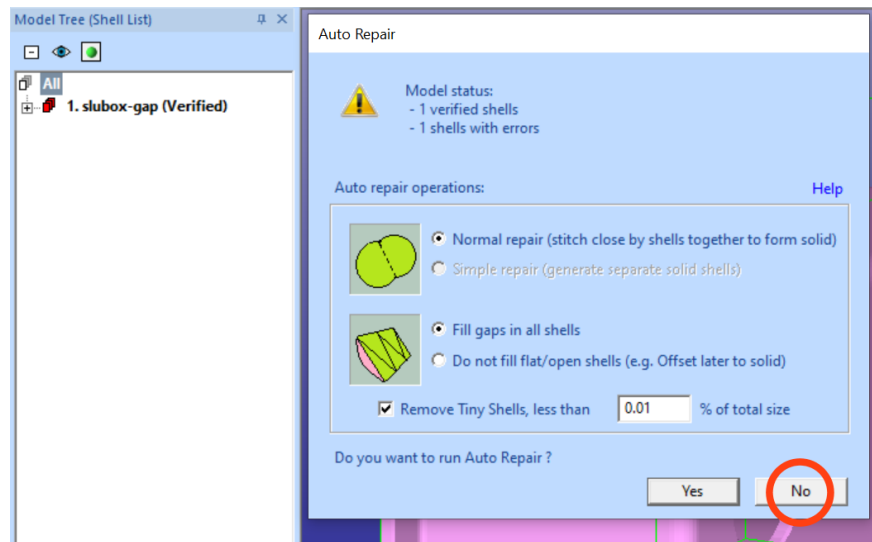 Model Tree (Shell List)
All
1. slubox-gap (Verified)
Auto Repair
Model status:
- 1 verified shells
- 1 shells with errors
Auto repair operations:
Help
Normal repair (stitch close by shells together to form solid)
Simple repair (generate separate solid shells)
Fill gaps in all shells
Do not fill flat/open shells (e.g. Offset later to solid)
Remove Tiny Shells, less than 0.01 % of total size
Do you want to run Auto Repair ?
Yes No